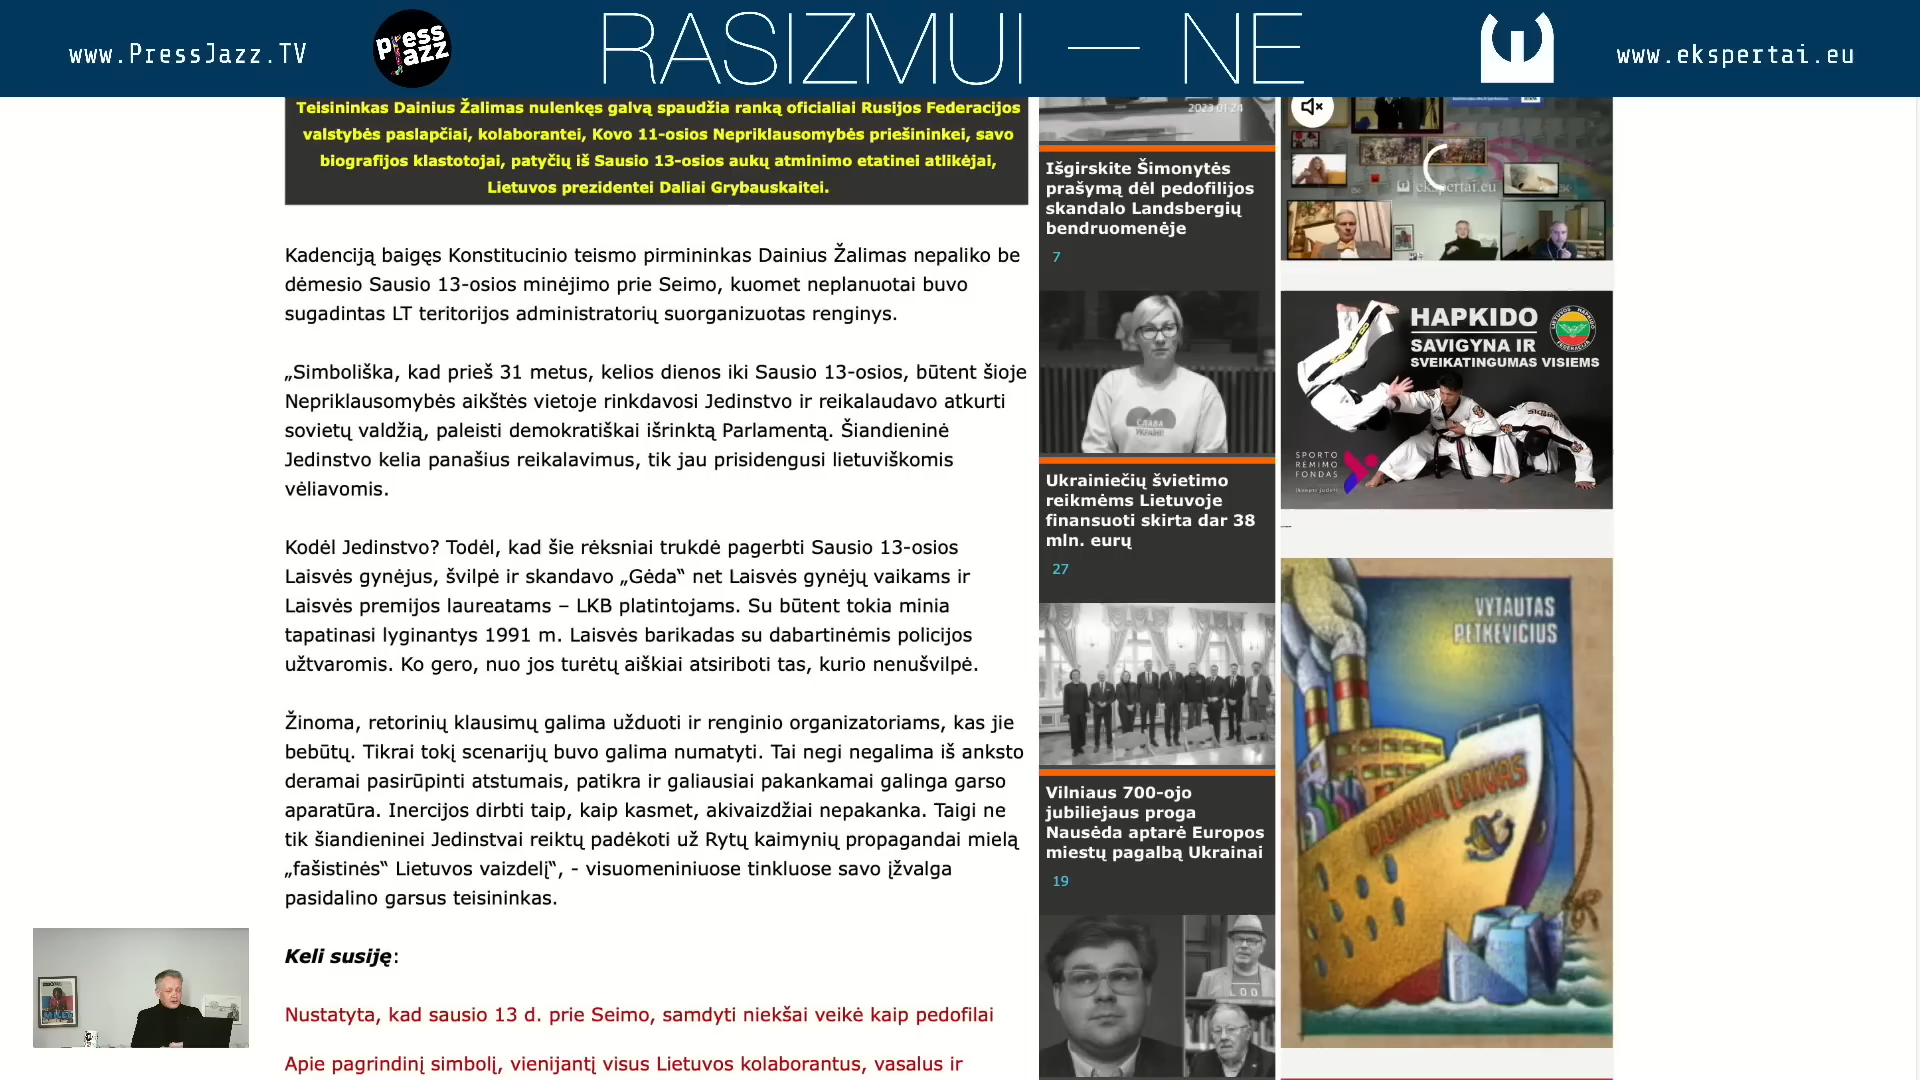 www.PressJazz.TV
press
jazz
RASIZMUI — NE
www.ekspertai.eu
Teisininkas Dainius Žalimas nulenkęs galvą spaudžia ranką oficialiai Rusijos Federacijos
valstybės paslapčiai, kolaborantei, Kovo 11-osios Nepriklausomybės priešininkei, savo
biografijos klastotojai, patyčių iš Sausio 13-osios aukų atminimo etatinei atlikėjai,
Lietuvos prezidentei Daliai Grybauskaitei.
Kadenciją baigęs Konstitucinio teismo pirmininkas Dainius Žalimas nepaliko be
dėmesio Sausio 13-osios minėjimo prie Seimo, kuomet neplanuotai buvo
sugadintas LT teritorijos administratorių suorganizuotas renginys.
„Simboliška, kad prieš 31 metus, kelios dienos iki Sausio 13-osios, būtent šioje
Nepriklausomybės aikštės vietoje rinkdavosi Jedinstvo ir reikalaudavo atkurti
sovietų valdžią, paleisti demokratiškai išrinktą Parlamentą. Šiandieninė
Jedinstvo kelia panašius reikalavimus, tik jau prisidengusi lietuviškomis
vėliavomis.
Kodėl Jedinstvo? Todėl, kad šie rėksniai trukdė pagerbti Sausio 13-osios
Laisvės gynėjus, švilpė ir skandavo „Gėda“ net Laisvės gynėjų vaikams ir
Laisvės premijos laureatams – LKB platintojams. Su būtent tokia minia
tapatinasi lyginantys 1991 m. Laisvės barikadas su dabartinėmis policijos
užtvaromis. Ko gero, nuo jos turėtų aiškiai atsiriboti tas, kurio nenušvilpė.
Žinoma, retorinių klausimų galima užduoti ir renginio organizatoriams, kas jie
bebūtų. Tikrai tokį scenarijų buvo galima numatyti. Tai negi negalima iš anksto
deramai pasirūpinti atstumais, patikra ir galiausiai pakankamai galinga garso
aparatūra. Inercijos dirbti taip, kaip kasmet, akivaizdžiai nepakanka. Taigi ne
tik šiandieninei Jedinstvai reiktų padėkoti už Rytų kaimynių propagandai mielą
„fašistinės“ Lietuvos vaizdelį“, - visuomeniniuose tinkluose savo įžvalga
pasidalino garsus teisininkas.
Keli susiję:
Nustatyta, kad sausio 13 d. prie Seimo, samdyti niekšai veikė kaip pedofilai
Apie pagrindinį simbolį, vienijantį visus Lietuvos kolaborantus, vasalus ir
2023 01 24
Išgirskite Šimonytės
prašymą dėl pedofilijos
skandalo Landsbergių
bendruomenėje
7
СЛАВА
УКРАЇНІ!
Ukrainiečių švietimo
reikmėms Lietuvoje
finansuoti skirta dar 38
mln. eurų
27
Vilniaus 700-ojo
jubiliejaus proga
Nausėda aptarė Europos
miestų pagalbą Ukrainai
19
ekspertai.eu
HAPKIDO
SAVIGYNA IR
SVEIKATINGUMAS VISIEMS
SPORTO
RĖMIMO
FONDAS
VYTAUTAS
PETKEVIČIUS
DURNIŲ LAIVAS